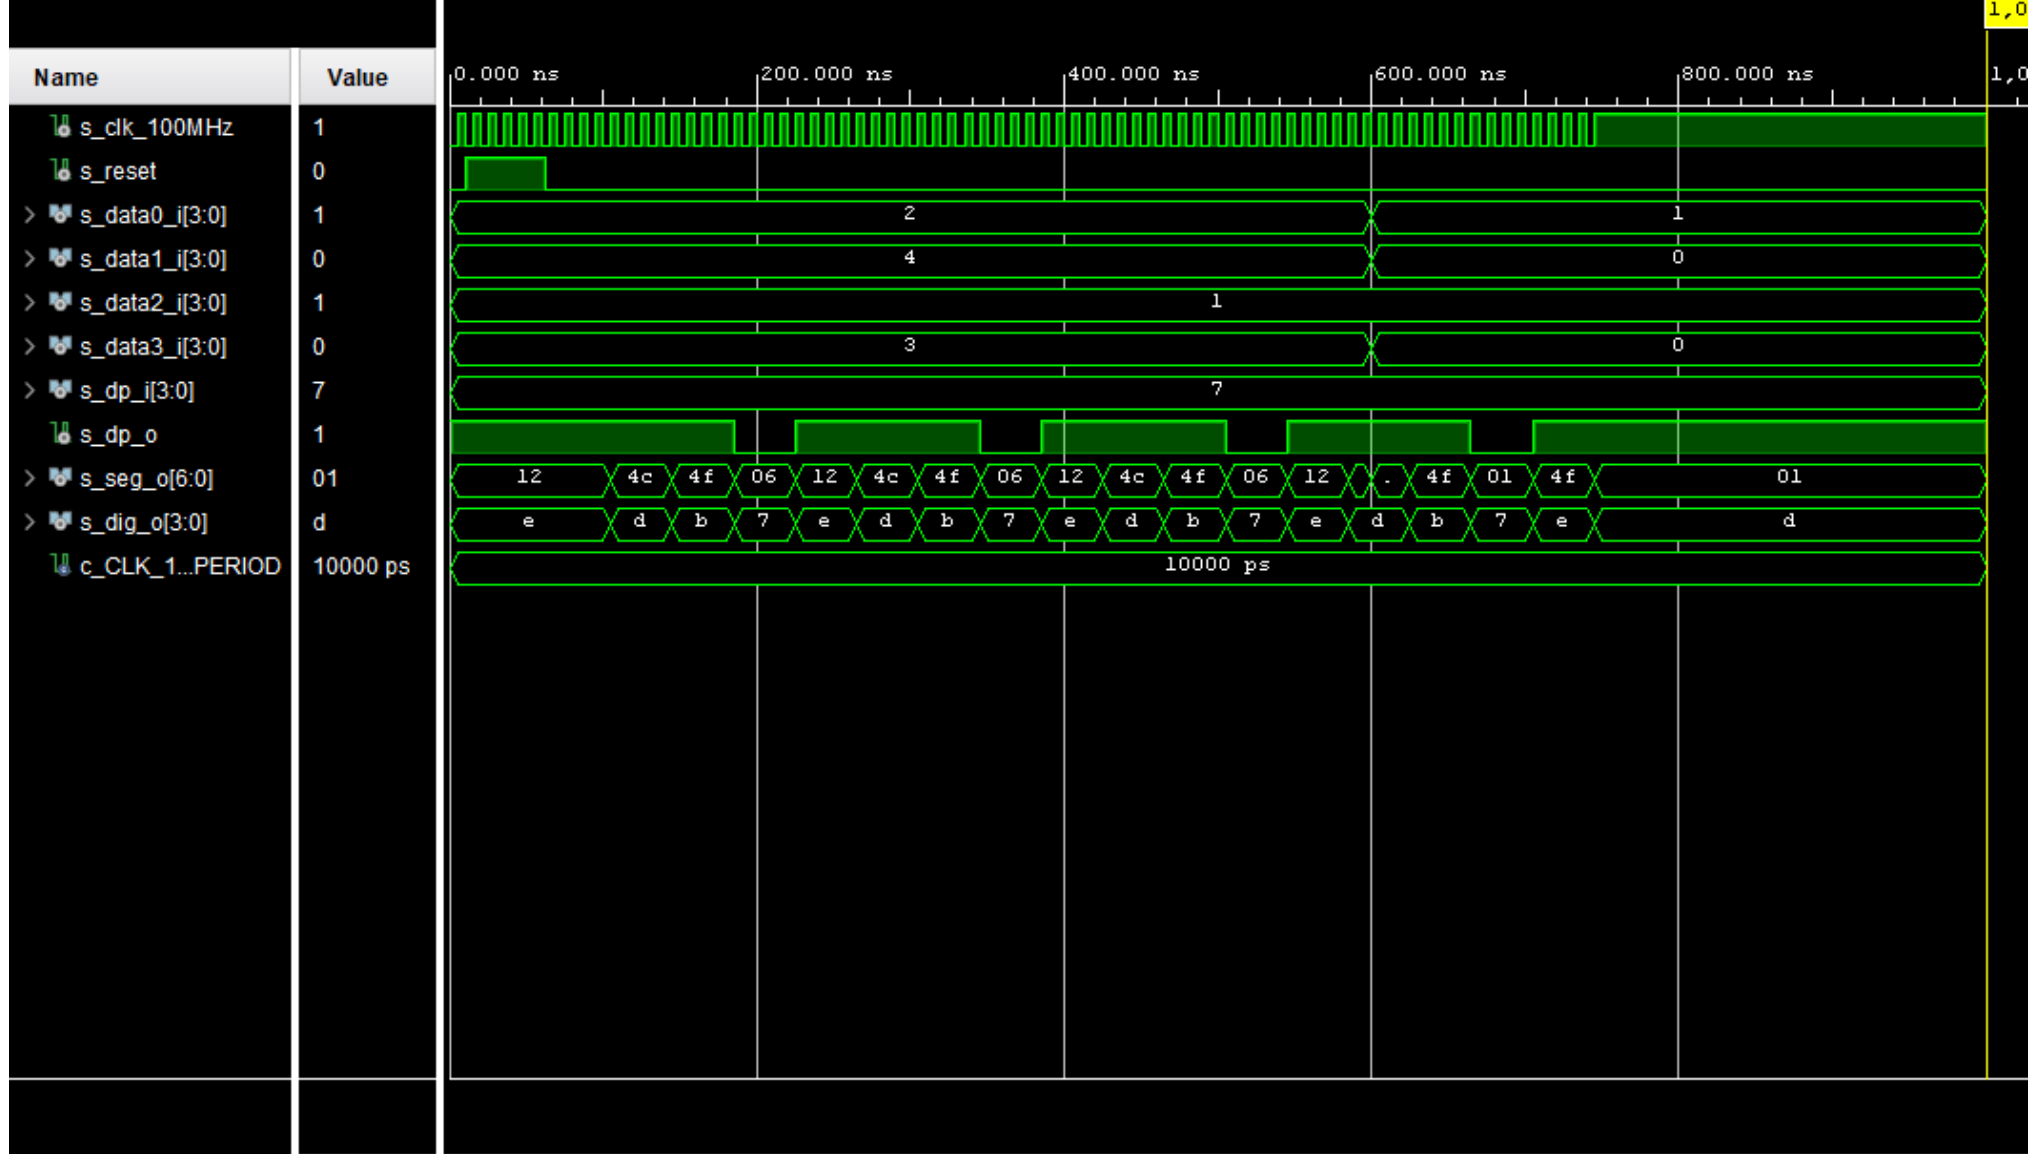 1,0
Name Value 0.000 ns 200.000 ns 400.000 ns 600.000 ns 800.000 ns 1,0
s_clk_100MHz 1
s_reset 0
s_data0_i[3:0] 1 2 1
s_data1_i[3:0] 0 4 0
s_data2_i[3:0] 1 1
s_data3_i[3:0] 0 3 0
s_dp_i[3:0] 7 7
s_dp_o 1
s_seg_o[6:0] 01 12 4c 4f 06 12 4c 4f 06 12 4c 4f 06 12 . 4f 01 4f 01
s_dig_o[3:0] d e d b 7 e d b 7 e d b 7 e d b 7 e d
c_CLK_1...PERIOD 10000 ps 10000 ps